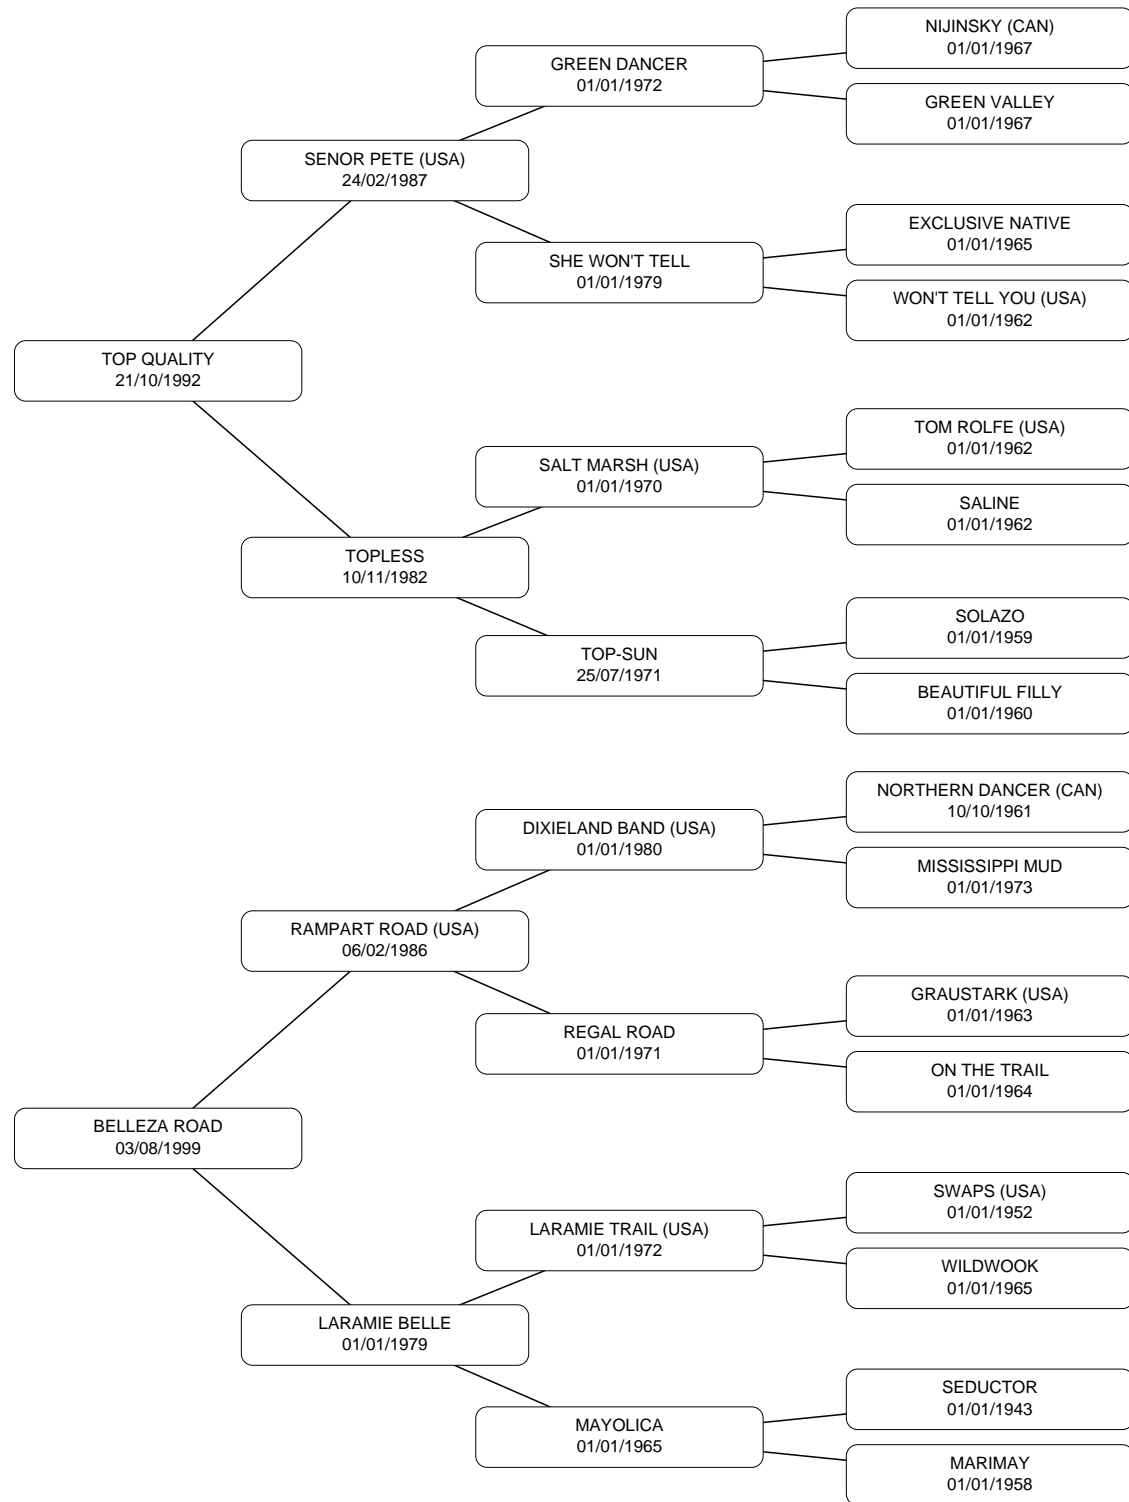 NIJINSKY (CAN)
01/01/1967
GREEN DANCER
01/01/1972
GREEN VALLEY
01/01/1967
SENOR PETE (USA)
24/02/1987
EXCLUSIVE NATIVE
01/01/1965
SHE WON'T TELL
01/01/1979
WON'T TELL YOU (USA)
01/01/1962
TOP QUALITY
21/10/1992
TOM ROLFE (USA)
01/01/1962
SALT MARSH (USA)
01/01/1970
SALINE
01/01/1962
TOPLESS
10/11/1982
SOLAZO
01/01/1959
TOP-SUN
25/07/1971
BEAUTIFUL FILLY
01/01/1960
NORTHERN DANCER (CAN)
10/10/1961
DIXIELAND BAND (USA)
01/01/1980
MISSISSIPPI MUD
01/01/1973
RAMPART ROAD (USA)
06/02/1986
GRAUSTARK (USA)
01/01/1963
REGAL ROAD
01/01/1971
ON THE TRAIL
01/01/1964
BELLEZA ROAD
03/08/1999
SWAPS (USA)
01/01/1952
LARAMIE TRAIL (USA)
01/01/1972
WILDWOOK
01/01/1965
LARAMIE BELLE
01/01/1979
SEDUCTOR
01/01/1943
MAYOLICA
01/01/1965
MARIMAY
01/01/1958